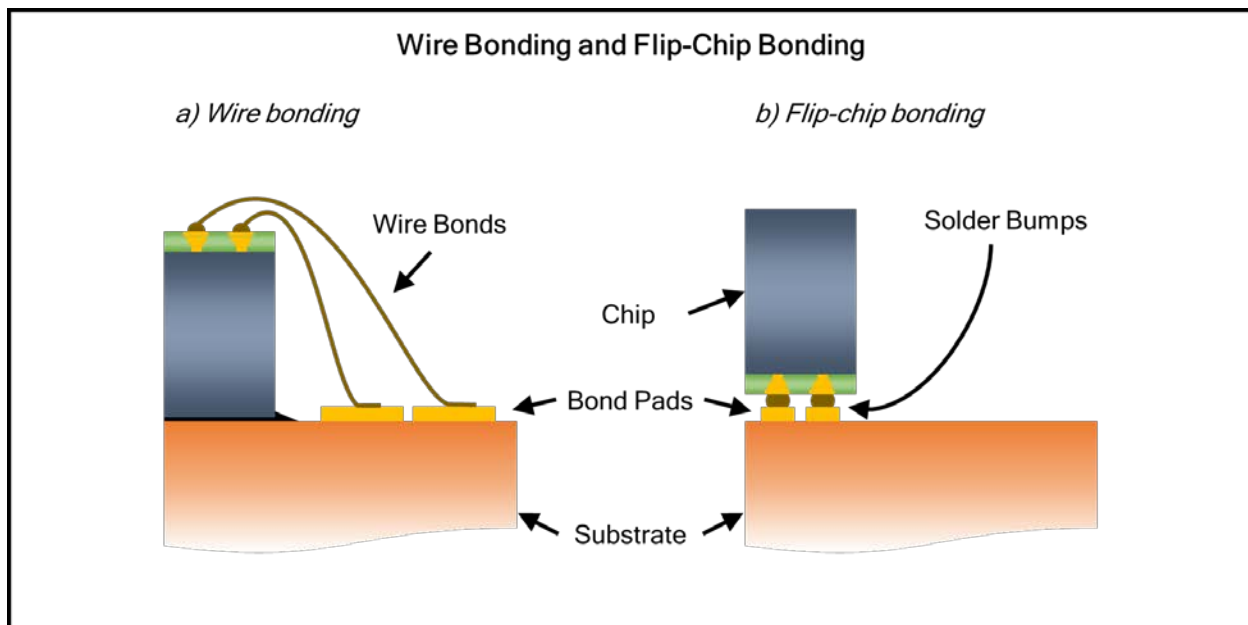 Wire Bonding and Flip-Chip Bonding
a) Wire bonding
b) Flip-chip bonding
Wire Bonds
Solder Bumps
Chip
Bond Pads
Substrate